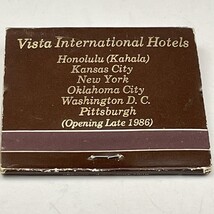 Vista International Hotels
Honolulu (Kahala)
Kansas City
New York
Oklahoma City
Washington D. C.
Pittsburgh
(Opening Late 1986)